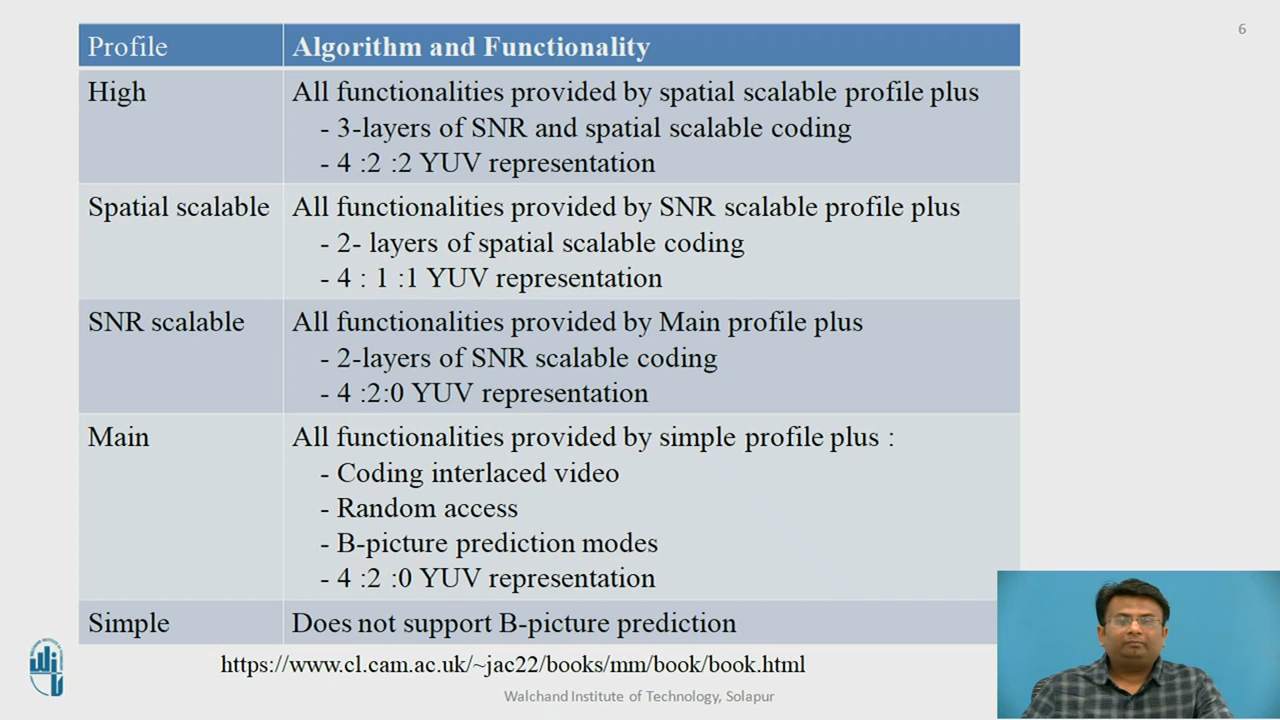 6
Profile Algorithm and Functionality
High All functionalities provided by spatial scalable profile plus
- 3-layers of SNR and spatial scalable coding
- 4 :2 :2 YUV representation
Spatial scalable All functionalities provided by SNR scalable profile plus
- 2- layers of spatial scalable coding
- 4 : 1 :1 YUV representation
SNR scalable All functionalities provided by Main profile plus
- 2-layers of SNR scalable coding
- 4 :2:0 YUV representation
Main All functionalities provided by simple profile plus :
- Coding interlaced video
- Random access
- B-picture prediction modes
- 4 :2 :0 YUV representation
Simple Does not support B-picture prediction
https://www.cl.cam.ac.uk/~jac22/books/mm/book/book.html
Walchand Institute of Technology, Solapur